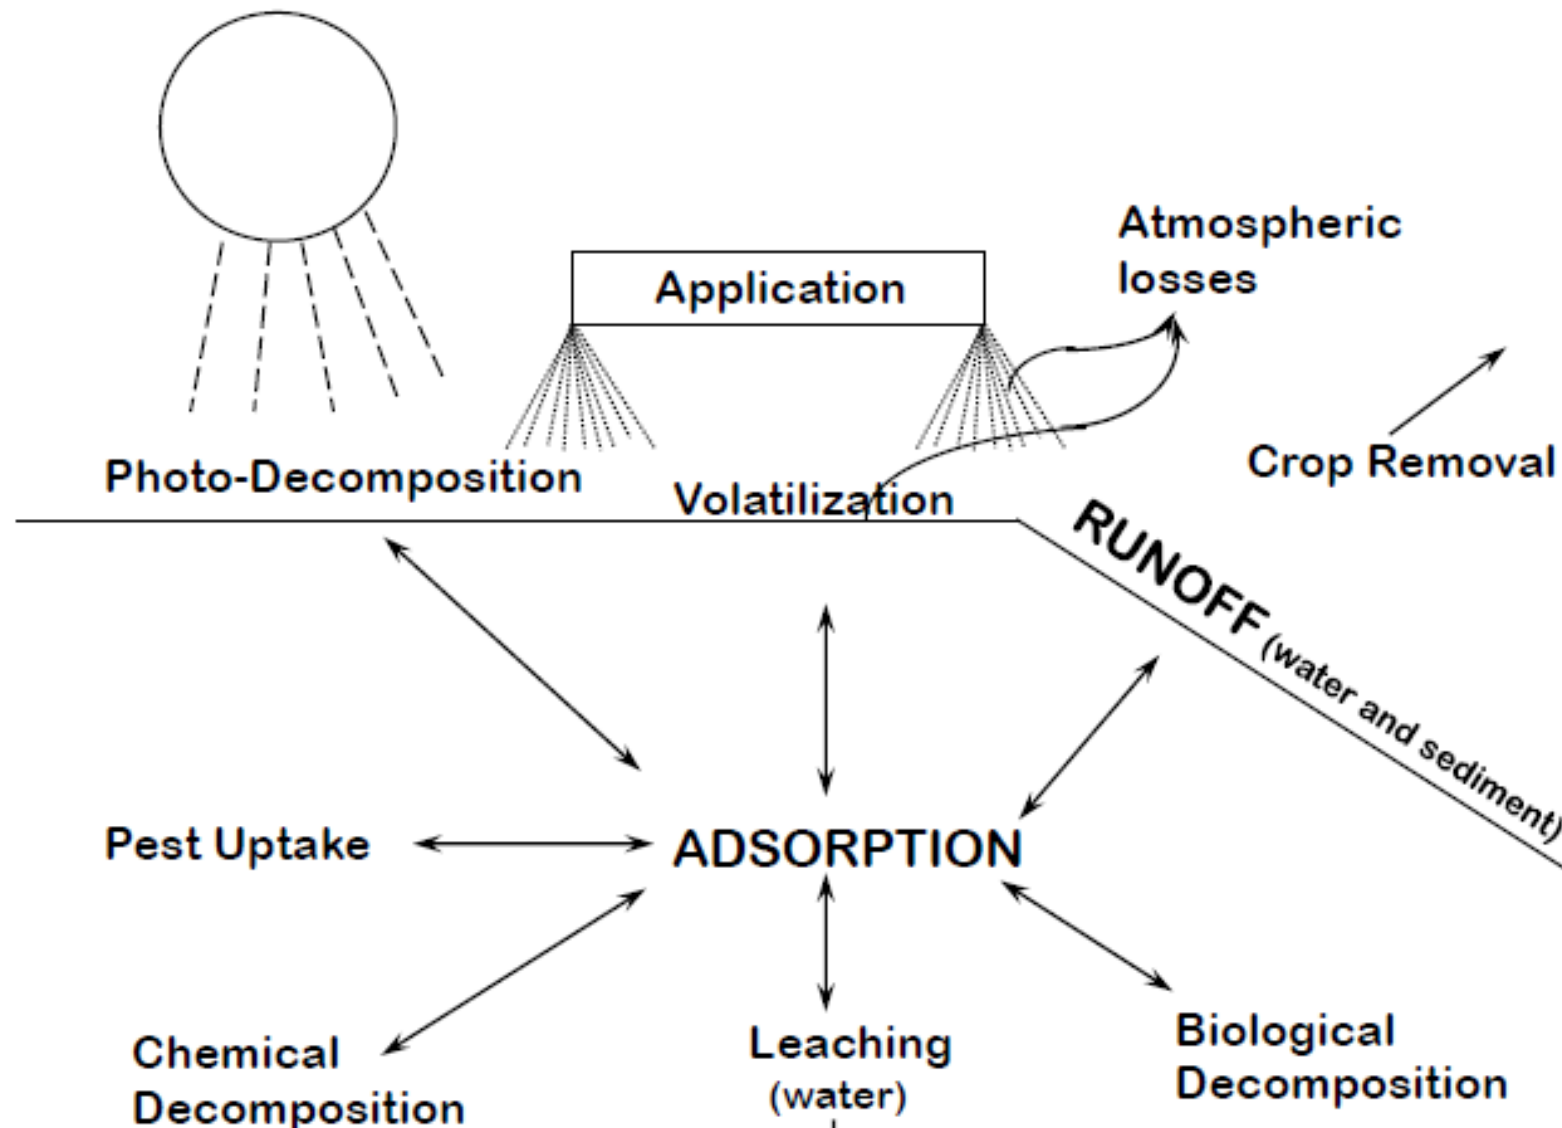 Atmospheric
losses
Application
Crop Removal
Photo-Decomposition
Volatilization
RUNOFF (water and sediment)
Pest Uptake
ADSORPTION
Chemical
Decomposition
Leaching
(water)
Biological
Decomposition